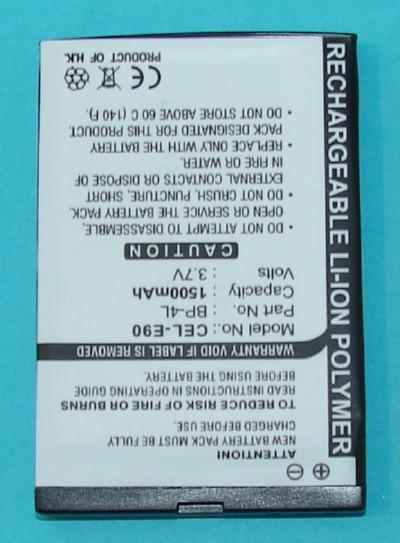 RECHARGEABLE LI-ION POLYMER
ATTENTION!
NEW BATTERY PACK MUST BE FULLY
CHARGED BEFORE USE.
TO REDUCE RISK OF FIRE OR BURNS
READ INSTRUCTIONS IN OPERATING GUIDE
BEFORE USING THE BATTERY.
WARRANTY VOID IF LABEL IS REMOVED
Model No.: CEL-E90
Part No. : BP-4L
Capacity : 1500mAh
Volts : 3.7V
CAUTION
• DO NOT ATTEMPT TO DISASSEMBLE,
OPEN OR SERVICE THE BATTERY PACK.
• DO NOT CRUSH, PUNCTURE, SHORT
EXTERNAL CONTACTS OR DISPOSE OF
IN FIRE OR WATER.
• REPLACE ONLY WITH THE BATTERY
PACK DESIGNATED FOR THIS PRODUCT.
• DO NOT STORE ABOVE 60 C (140 F).
CE
PRODUCT OF H.K.